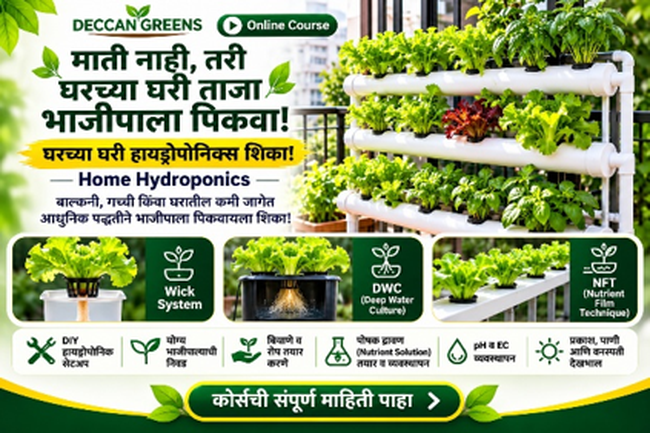 DECCAN GREENS
Online Course
माती नाही, तरी
घरच्या घरी ताजा
भाजीपाला पिकवा!
घरच्या घरी हायड्रोपोनिक्स शिका!
Home Hydroponics
बाल्कनी, गच्ची किंवा घरातील कमी जागेत
आधुनिक पद्धतीने भाजीपाला पिकवायला शिका!
Wick
System
DWC
(Deep Water
Culture)
NFT
(Nutrient
Film
Technique)
DIY
हायड्रोपोनिक
सेटअप
योग्य
भाजीपाल्याची
निवड
बियाणे व
रोप तयार
करणे
पोषक द्रावण
(Nutrient Solution)
तयार व व्यवस्थापन
pH व EC
व्यवस्थापन
प्रकाश, पाणी
आणि वनस्पती
देखभाल
कोर्सची संपूर्ण माहिती पाहा